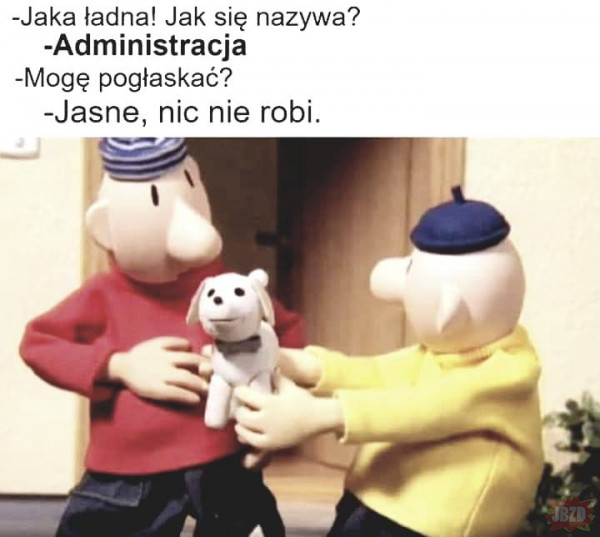 -Jaka ładna! Jak się nazywa?
-Administracja
-Mogę pogłaskać?
-Jasne, nic nie robi.
JBZD